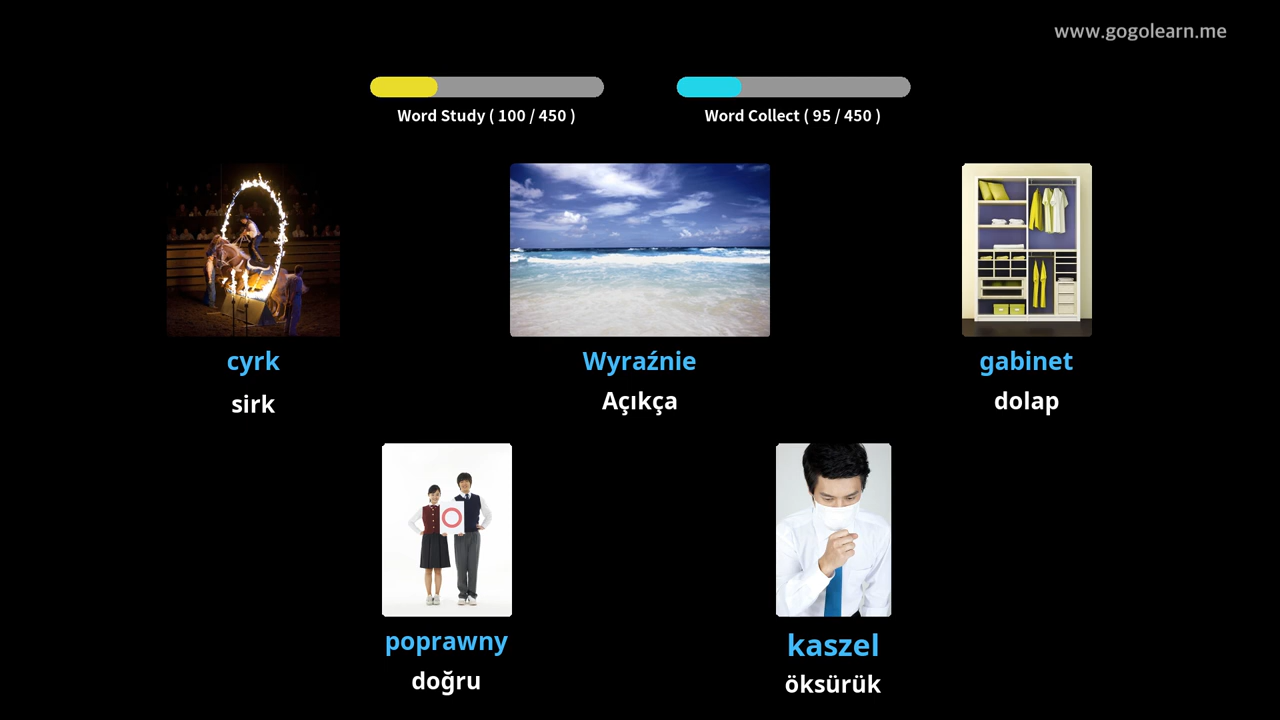 www.gogolearn.me
Word Study ( 100 / 450 )
Word Collect ( 95 / 450 )
cyrk
sirk
Wyraźnie
Açıkça
gabinet
dolap
poprawny
doğru
kaszel
öksürük